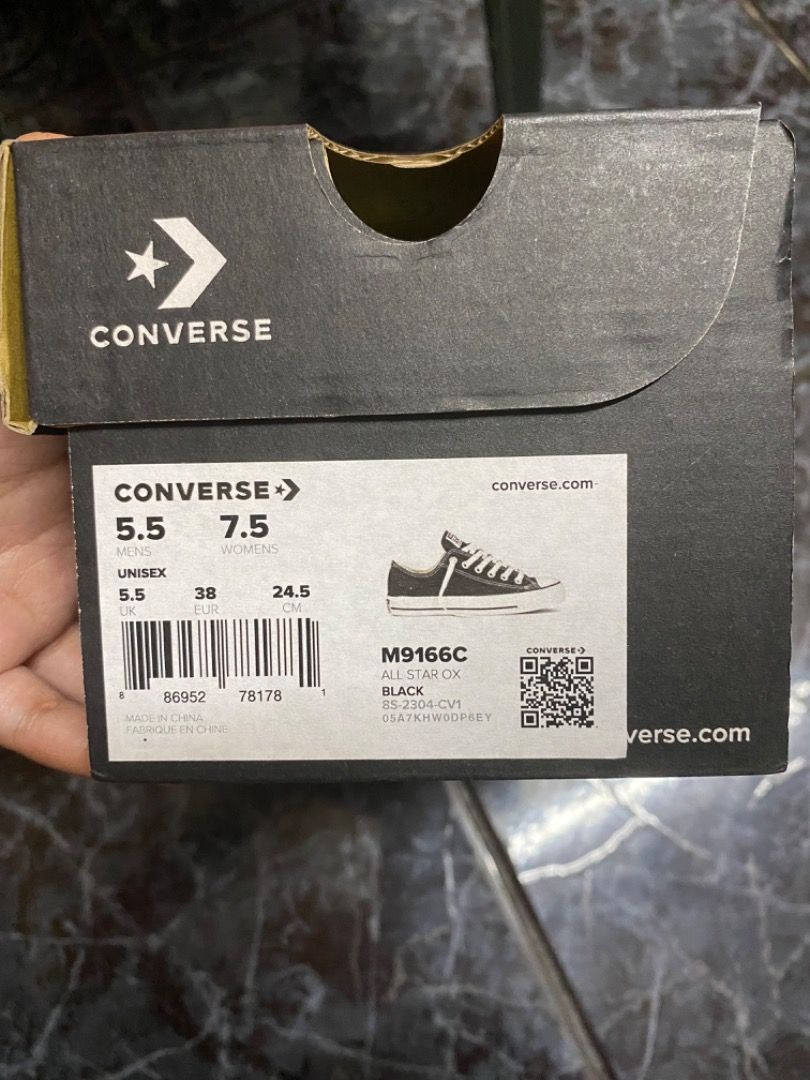 CONVERSE
CONVERSE
converse.com
5.5 7.5
MENS WOMENS
UNISEX
5.5 38 24.5
UK EUR CM
8 86952 78178 1
MADE IN CHINA
FABRIQUE EN CHINE
M9166C
ALL STAR OX
BLACK
8S-2304-CV1
05A7KHW0DP6EY
CONVERSE
verse.com